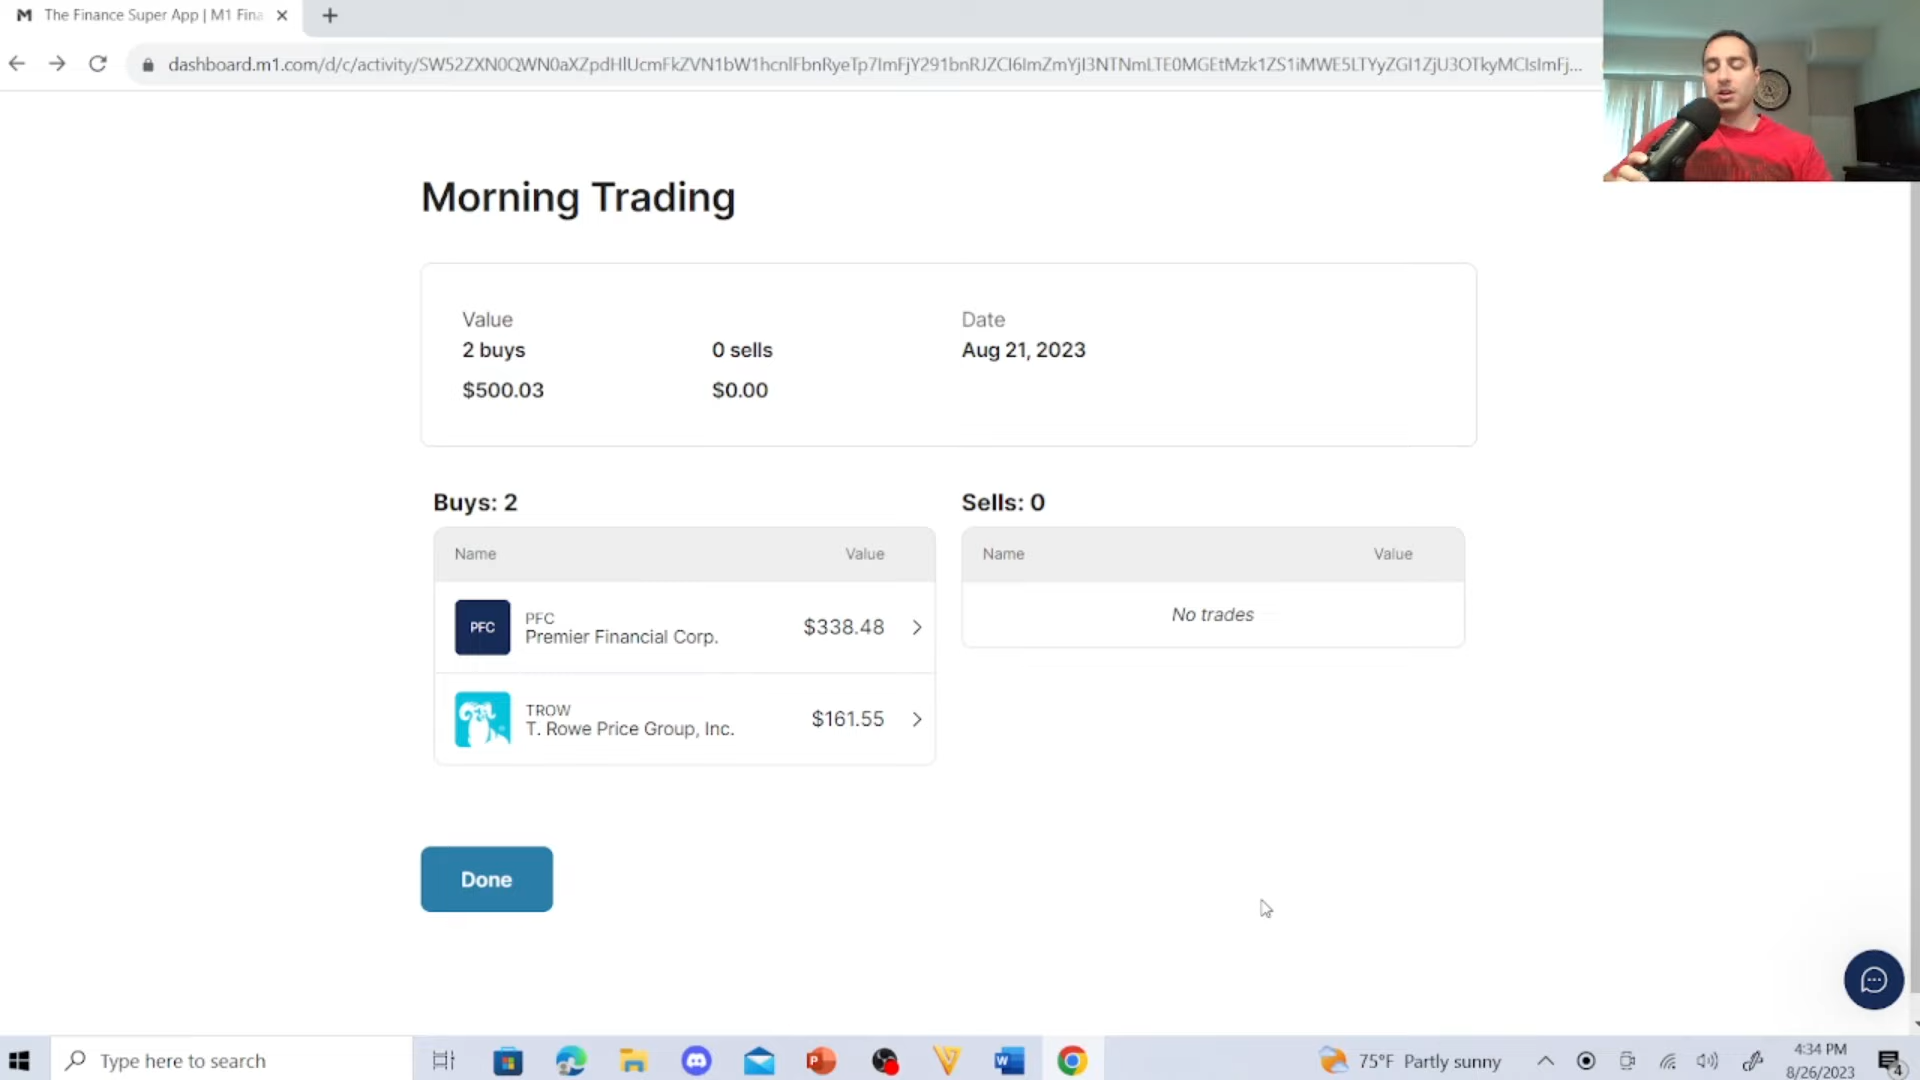 M The Finance Super App | M1 Fina
dashboard.m1.com/d/c/activity/
Morning Trading
Value
2 buys
$500.03
0 sells
$0.00
Date
Aug 21, 2023
Buys: 2
Name Value
PFC
PFC
Premier Financial Corp.
$338.48
TROW
T. Rowe Price Group, Inc.
$161.55
Sells: 0
Name Value
No trades
Done
Type here to search
75°F Partly sunny
4:34 PM
8/26/2023
4